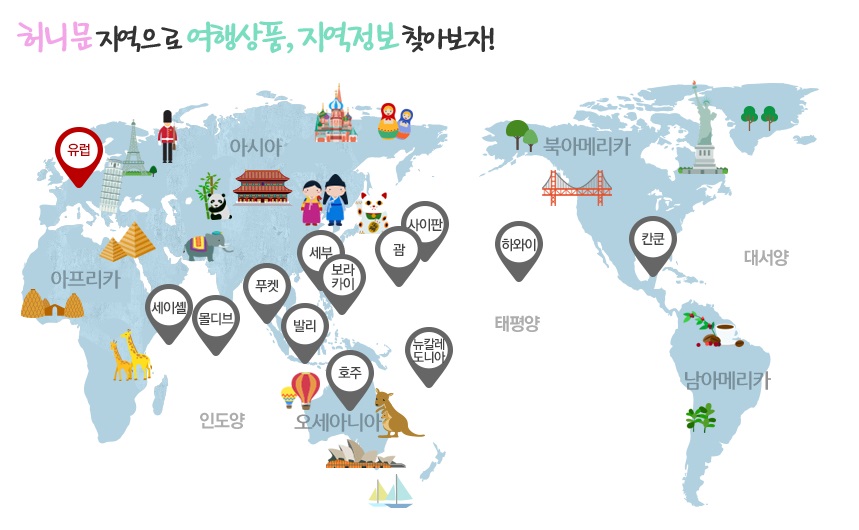 허니문 지역으로 여행상품, 지역정보 찾아보자!
유럽
아시아
북아메리카
사이판
괌
세부
보라
카이
하와이
칸쿤
대서양
아프리카
푸켓
세이셸
몰디브
발리
태평양
뉴칼레
도니아
호주
남아메리카
인도양
오세아니아